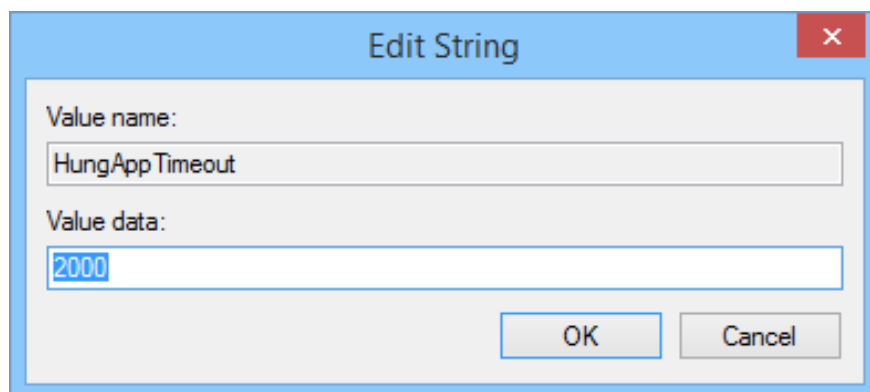 Edit String
Value name:
HungAppTimeout
Value data:
2000
OK Cancel